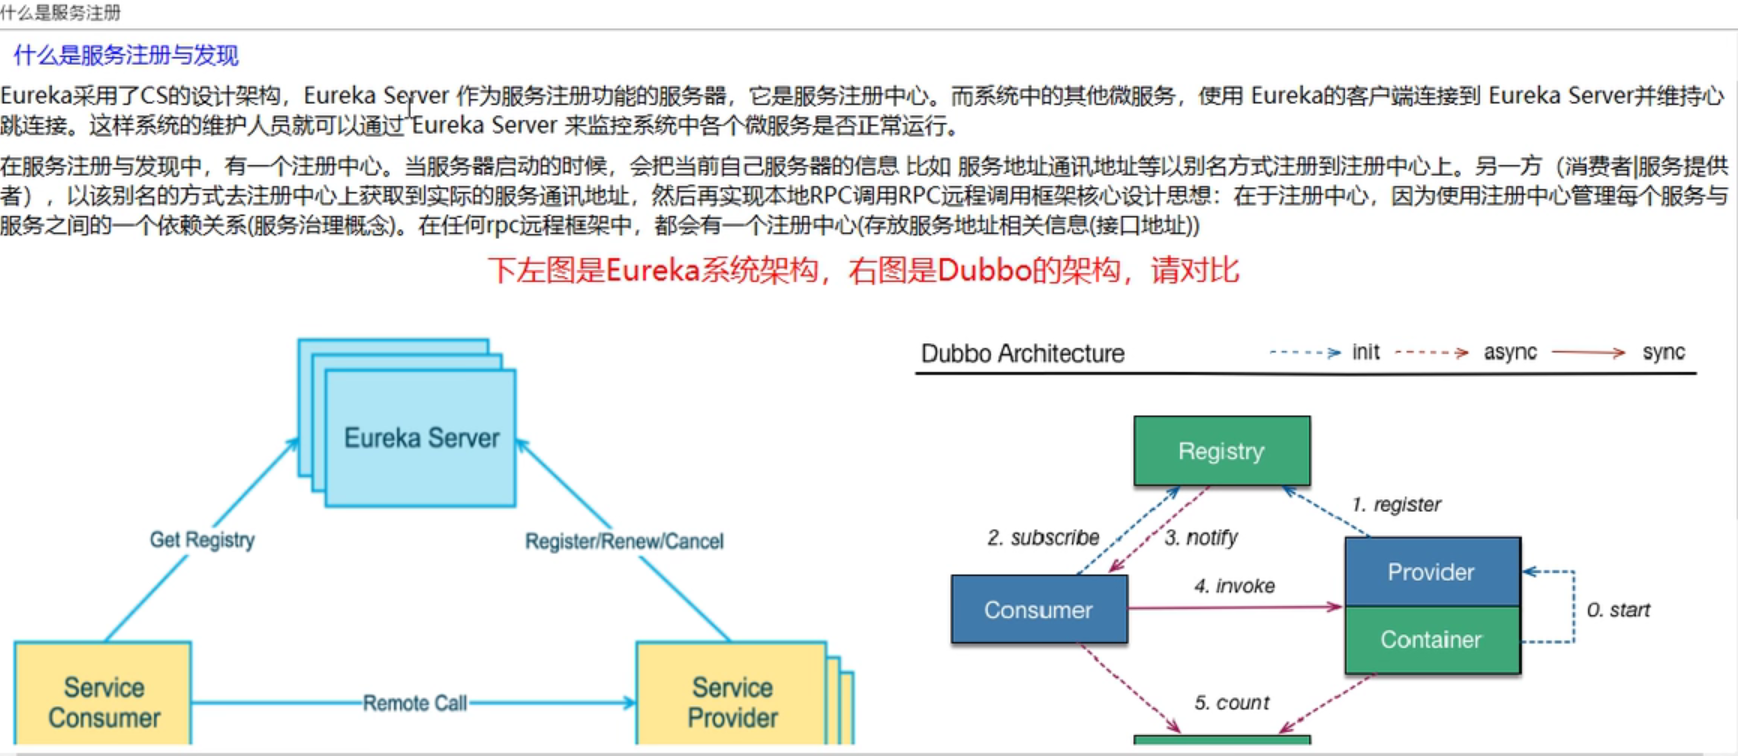 什么是服务注册
什么是服务注册与发现
Eureka采用了CS的设计架构，Eureka Server 作为服务注册功能的服务器，它是服务注册中心。而系统中的其他微服务，使用 Eureka的客户端连接到 Eureka Server并维持心
跳连接。这样系统的维护人员就可以通过 Eureka Server 来监控系统中各个微服务是否正常运行。
在服务注册与发现中，有一个注册中心。当服务器启动的时候，会把当前自己服务器的信息 比如 服务地址通讯地址等以别名方式注册到注册中心上。另一方（消费者|服务提供
者），以该别名的方式去注册中心上获取到实际的服务通讯地址，然后再实现本地RPC调用RPC远程调用框架核心设计思想：在于注册中心，因为使用注册中心管理每个服务与
服务之间的一个依赖关系(服务治理概念)。在任何rpc远程框架中，都会有一个注册中心(存放服务地址相关信息(接口地址))
下左图是Eureka系统架构，右图是Dubbo的架构，请对比
Eureka Server
Get Registry
Register/Renew/Cancel
Service
Consumer
Remote Call
Service
Provider
Dubbo Architecture
init
async
sync
Registry
1. register
2. subscribe
3. notify
Provider
4. invoke
Consumer
0. start
Container
5. count